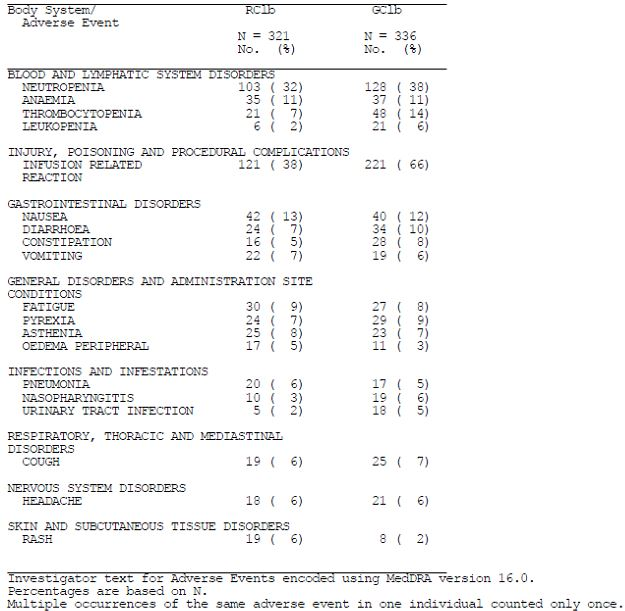 Body System/ RClb GClb
Adverse Event
N = 321 N = 336
No. (%) No. (%)
BLOOD AND LYMPHATIC SYSTEM DISORDERS
NEUTROPENIA 103 ( 32) 128 ( 38)
ANAEMIA 35 ( 11) 37 ( 11)
THROMBOCYTOPENIA 21 ( 7) 48 ( 14)
LEUKOPENIA 6 ( 2) 21 ( 6)
INJURY, POISONING AND PROCEDURAL COMPLICATIONS
INFUSION RELATED 121 ( 38) 221 ( 66)
REACTION
GASTROINTESTINAL DISORDERS
NAUSEA 42 ( 13) 40 ( 12)
DIARRHOEA 24 ( 7) 34 ( 10)
CONSTIPATION 16 ( 5) 28 ( 8)
VOMITING 22 ( 7) 19 ( 6)
GENERAL DISORDERS AND ADMINISTRATION SITE
CONDITIONS
FATIGUE 30 ( 9) 27 ( 8)
PYREXIA 24 ( 7) 29 ( 9)
ASTHENIA 25 ( 8) 23 ( 7)
OEDEMA PERIPHERAL 17 ( 5) 11 ( 3)
INFECTIONS AND INFESTATIONS
PNEUMONIA 20 ( 6) 17 ( 5)
NASOPHARYNGITIS 10 ( 3) 19 ( 6)
URINARY TRACT INFECTION 5 ( 2) 18 ( 5)
RESPIRATORY, THORACIC AND MEDIASTINAL
DISORDERS
COUGH 19 ( 6) 25 ( 7)
NERVOUS SYSTEM DISORDERS
HEADACHE 18 ( 6) 21 ( 6)
SKIN AND SUBCUTANEOUS TISSUE DISORDERS
RASH 19 ( 6) 8 ( 2)
Investigator text for Adverse Events encoded using MedDRA version 16.0.
Percentages are based on N.
Multiple occurrences of the same adverse event in one individual counted only once.